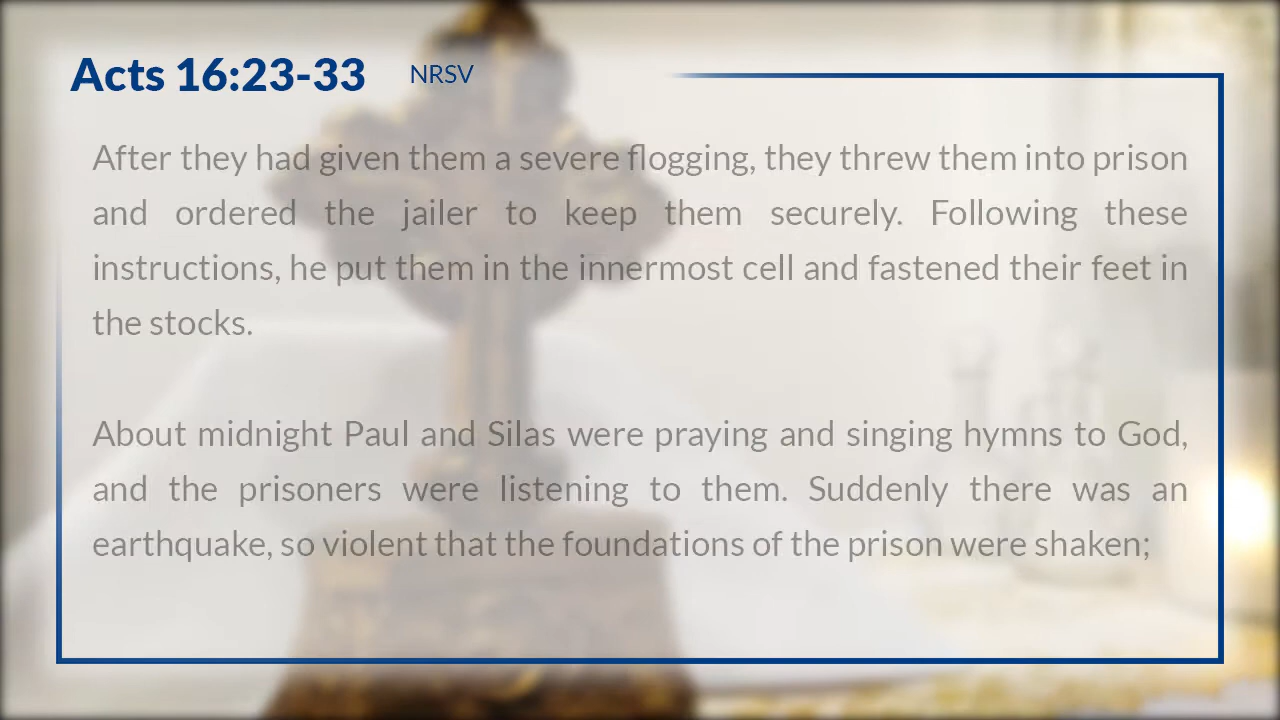 Acts 16:23-33 NRSV
After they had given them a severe flogging, they threw them into prison
and ordered the jailer to keep them securely. Following these
instructions, he put them in the innermost cell and fastened their feet in
the stocks.
About midnight Paul and Silas were praying and singing hymns to God,
and the prisoners were listening to them. Suddenly there was an
earthquake, so violent that the foundations of the prison were shaken;